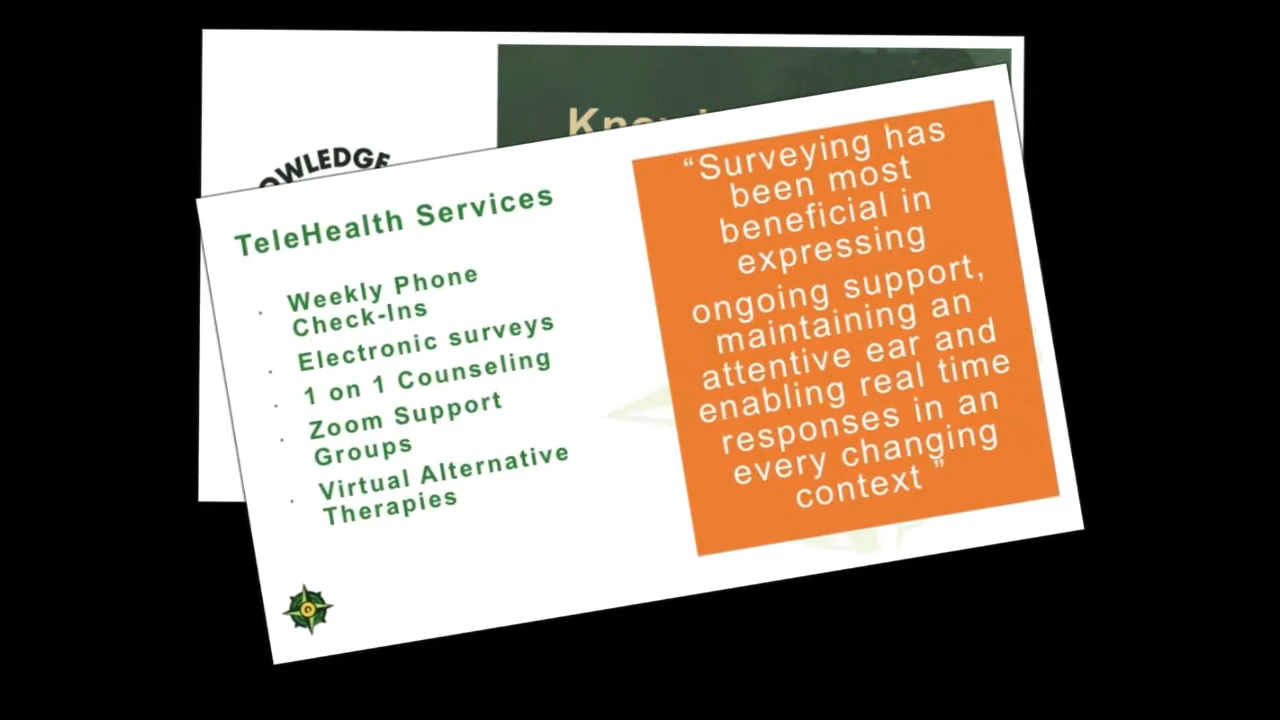 TeleHealth Services
Weekly Phone
Check-Ins
Electronic surveys
1 on 1 Counseling
Zoom Support
Groups
Virtual Alternative
Therapies
“Surveying has
been most
beneficial in
expressing
ongoing support,
maintaining an
attentive ear and
enabling real time
responses in an
every changing
context ”